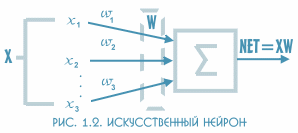 X
x₁
x₂
x₃
w₁
w₂
w₃
W
Σ
NET=XW
РИС. 1.2. ИСКУССТВЕННЫЙ НЕЙРОН